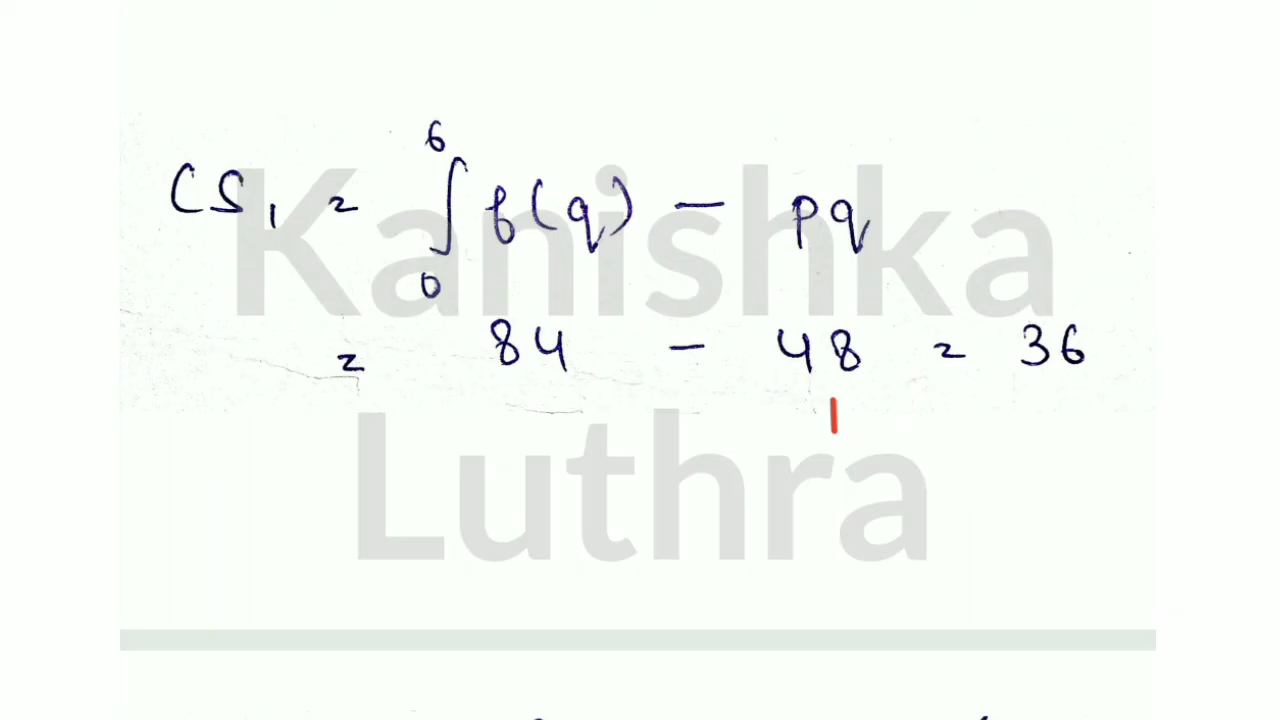 CS₁ = ∫₀⁶ f(q) - pq
= 84 - 48 = 36
Kanishka
Luthra